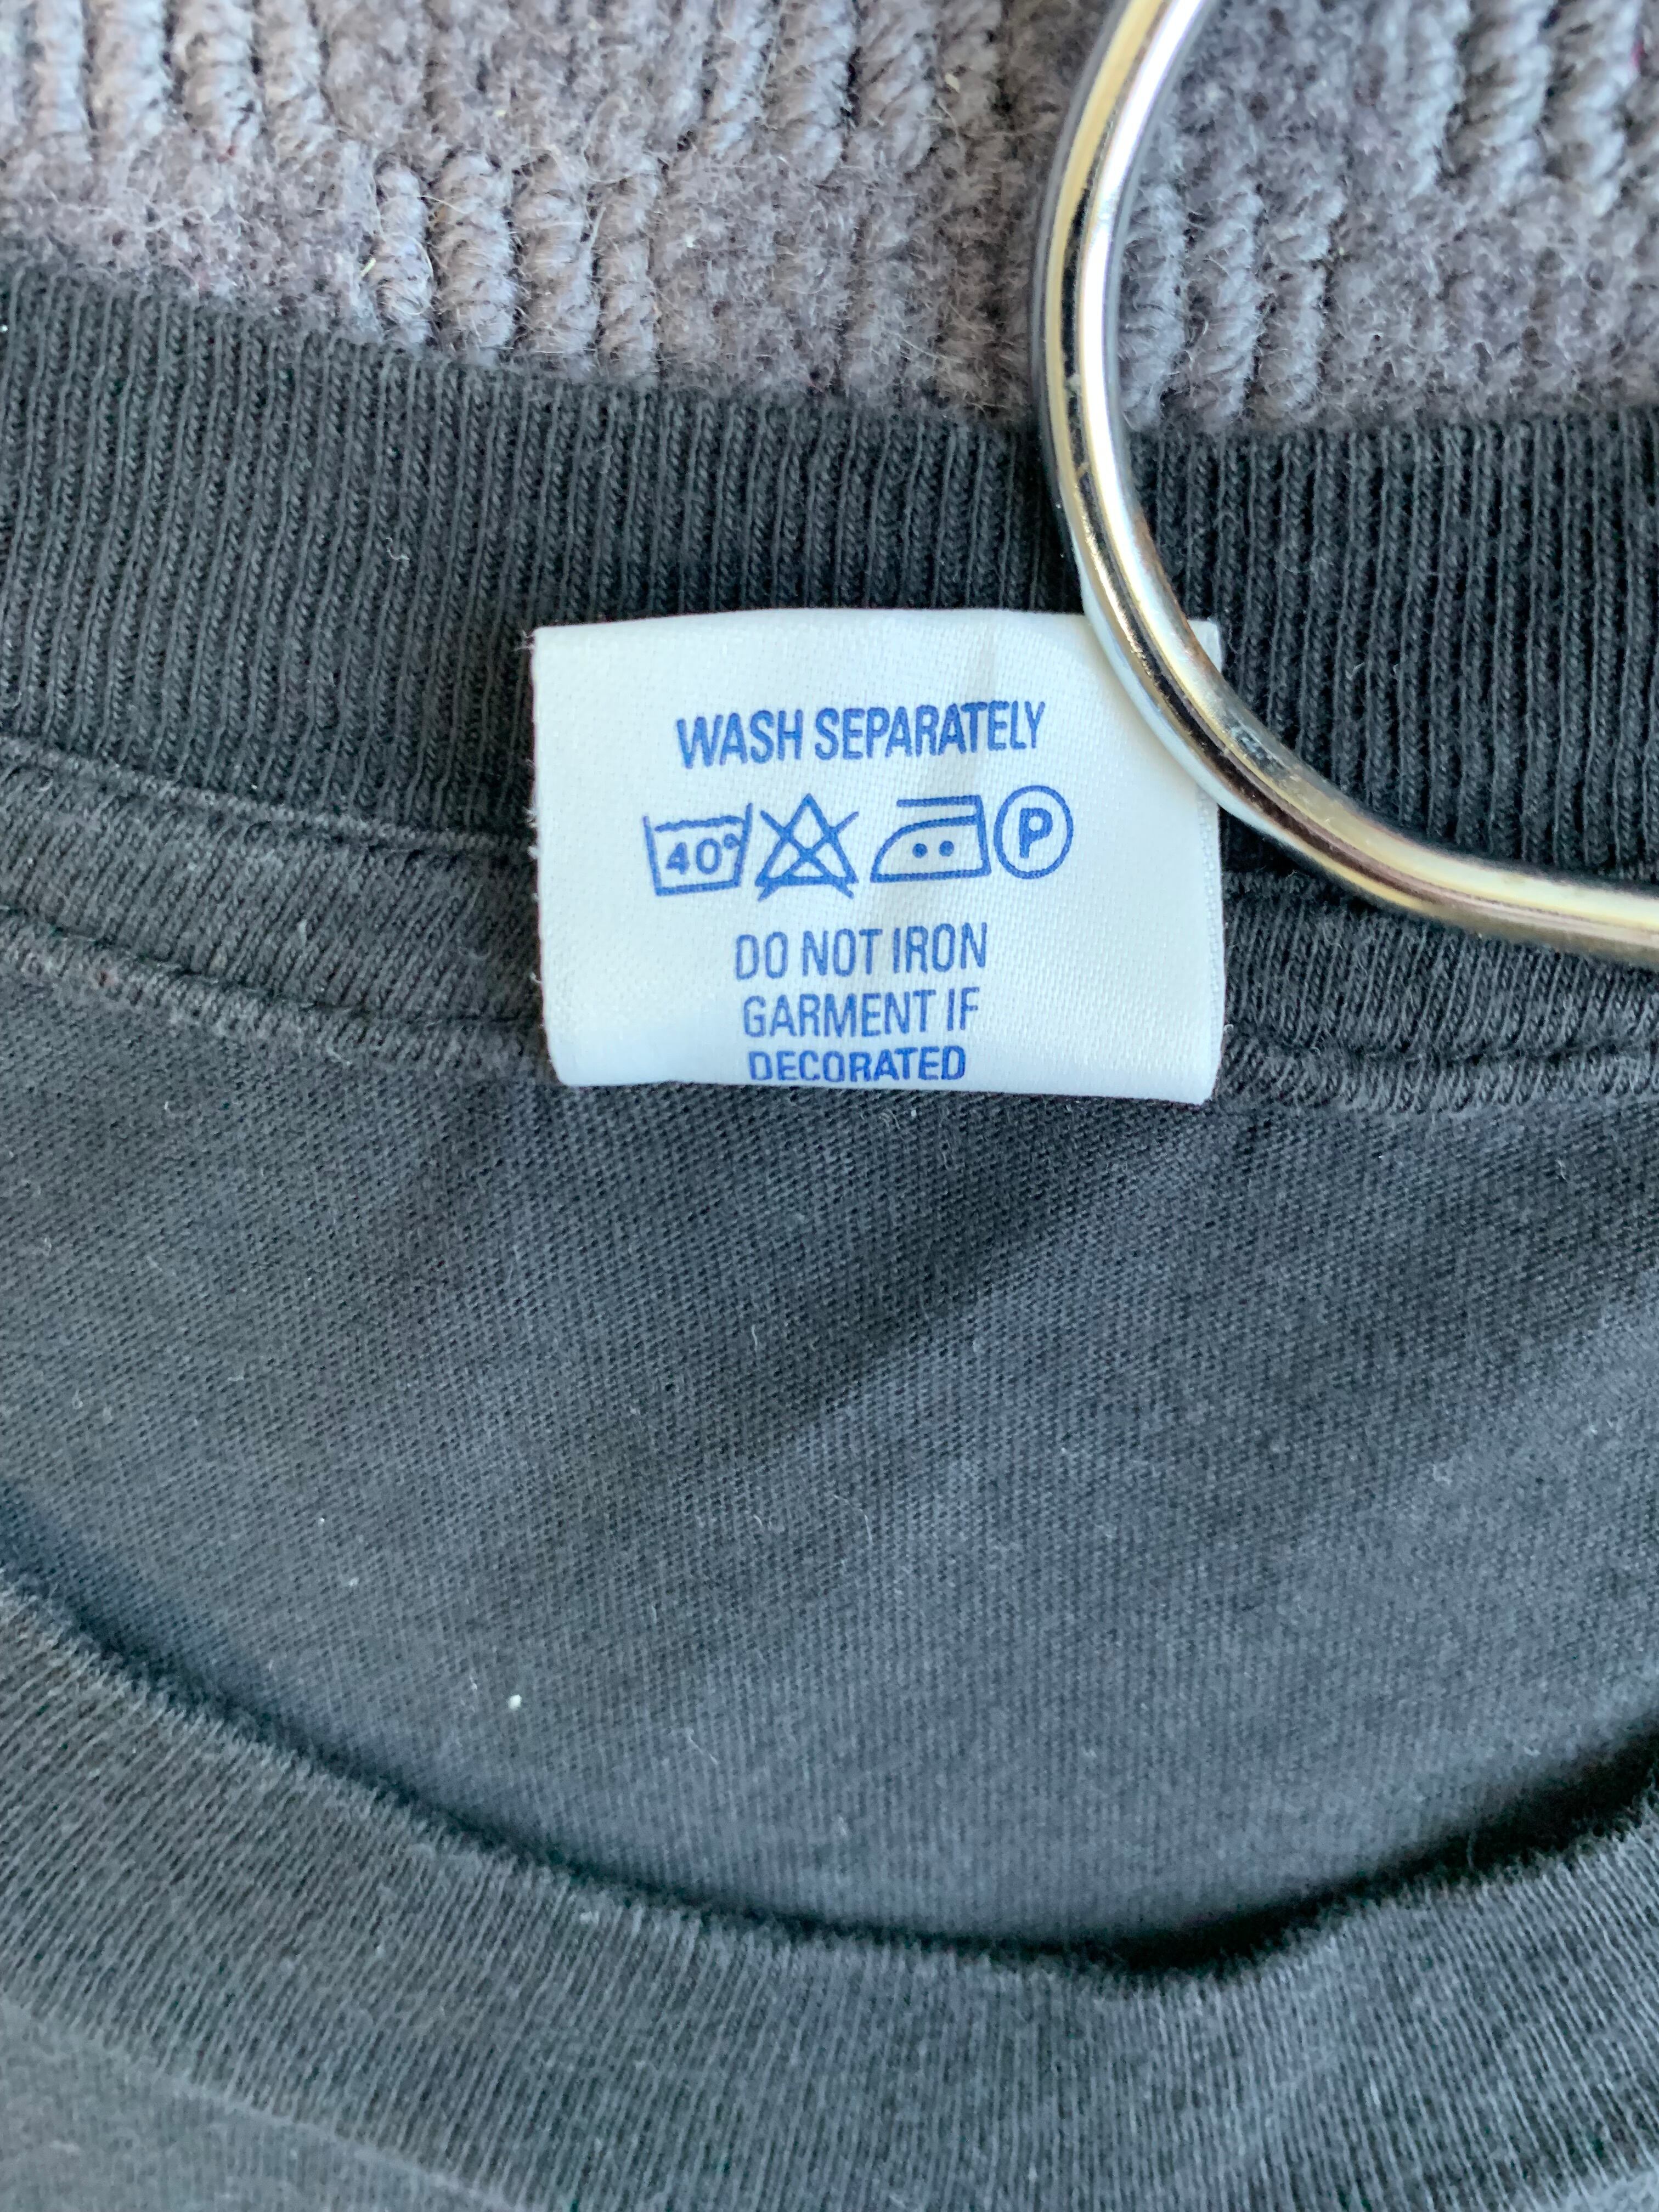 WASH SEPARATELY
40° P
DO NOT IRON
GARMENT IF
DECORATED